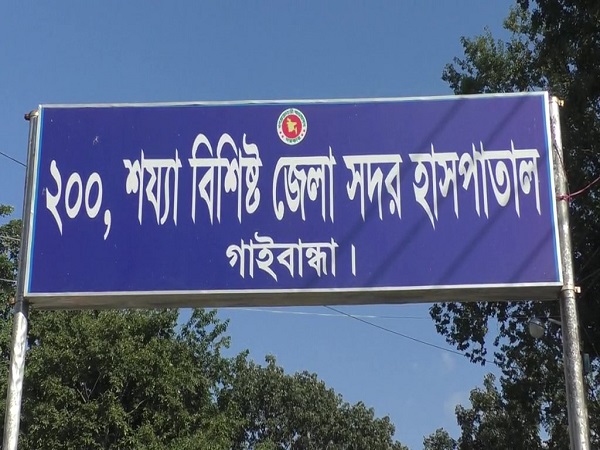 ২০০, শয্যা বিশিষ্ট জেলা সদর হাসপাতাল
গাইবান্ধা।